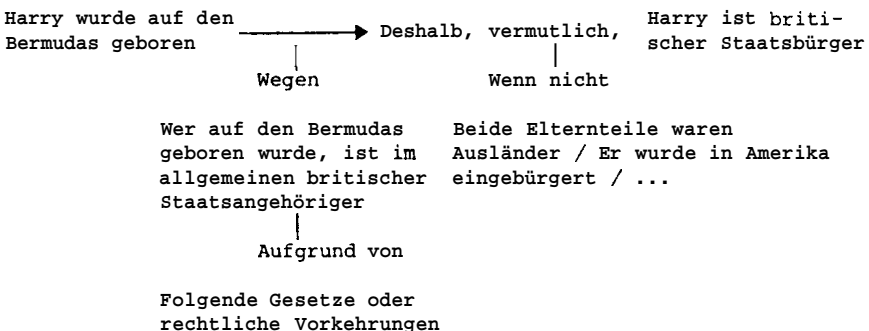 Harry wurde auf den
Bermudas geboren
Deshalb, vermutlich,
Harry ist briti-
scher Staatsbürger
Wegen
Wenn nicht
Wer auf den Bermudas
geboren wurde, ist im
allgemeinen britischer
Staatsangehöriger
Beide Elternteile waren
Ausländer / Er wurde in Amerika
eingebürgert / ...
Aufgrund von
Folgende Gesetze oder
rechtliche Vorkehrungen